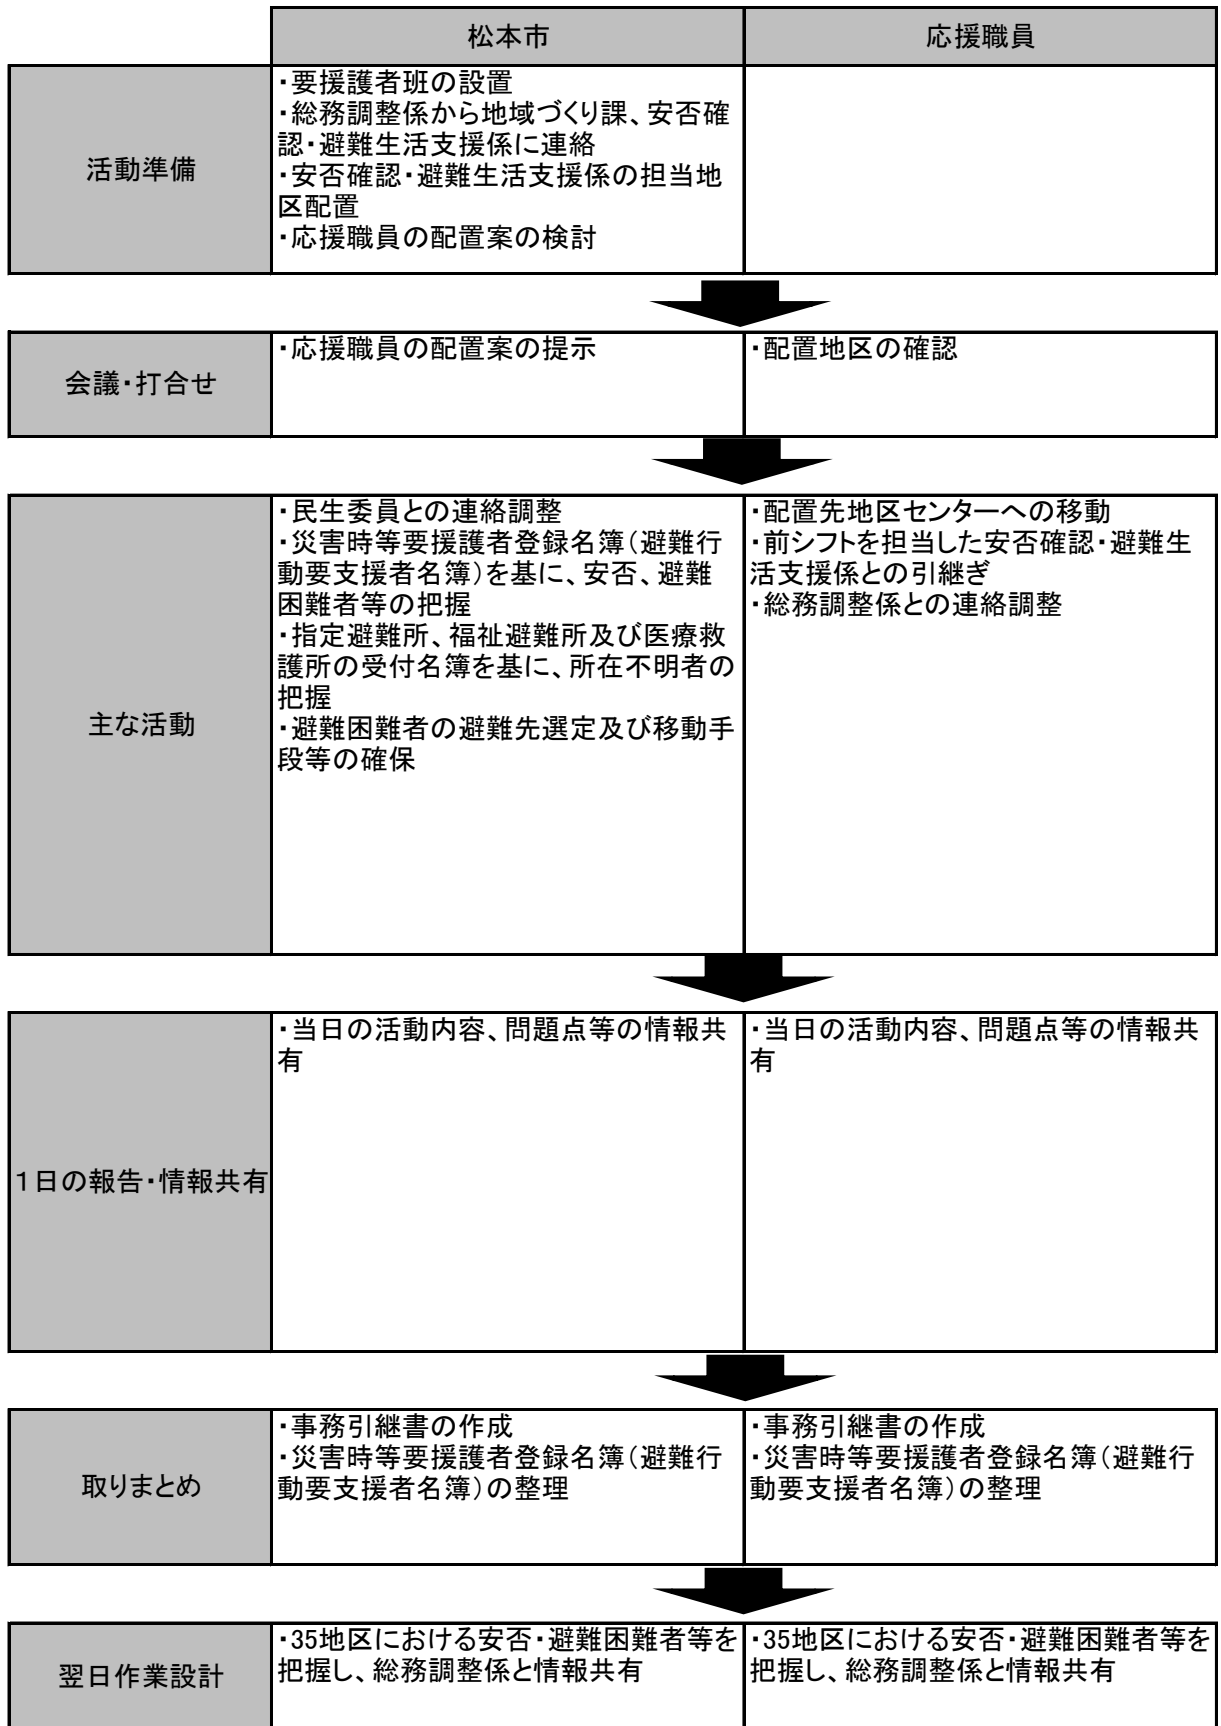 松本市
応援職員
活動準備
・要援護者班の設置
・総務調整係から地域づくり課、安否確
認・避難生活支援係に連絡
・安否確認・避難生活支援係の担当地
区配置
・応援職員の配置案の検討
会議・打合せ
・応援職員の配置案の提示
・配置地区の確認
主な活動
・民生委員との連絡調整
・災害時等要援護者登録名簿（避難行
動要支援者名簿）を基に、安否、避難
困難者等の把握
・指定避難所、福祉避難所及び医療救
護所の受付名簿を基に、所在不明者の
把握
・避難困難者の避難先選定及び移動手
段等の確保
・配置先地区センターへの移動
・前シフトを担当した安否確認・避難生
活支援係との引継ぎ
・総務調整係との連絡調整
１日の報告・情報共有
・当日の活動内容、問題点等の情報共
有
・当日の活動内容、問題点等の情報共
有
取りまとめ
・事務引継書の作成
・災害時等要援護者登録名簿（避難行
動要支援者名簿）の整理
・事務引継書の作成
・災害時等要援護者登録名簿（避難行
動要支援者名簿）の整理
翌日作業設計
・35地区における安否・避難困難者等を
把握し、総務調整係と情報共有
・35地区における安否・避難困難者等を
把握し、総務調整係と情報共有